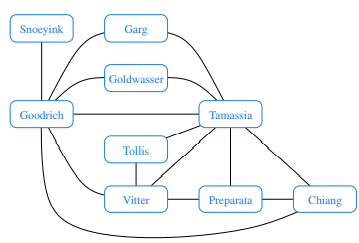 Snoeyink
Garg
Goldwasser
Goodrich
Tamassia
Tollis
Vitter
Preparata
Chiang